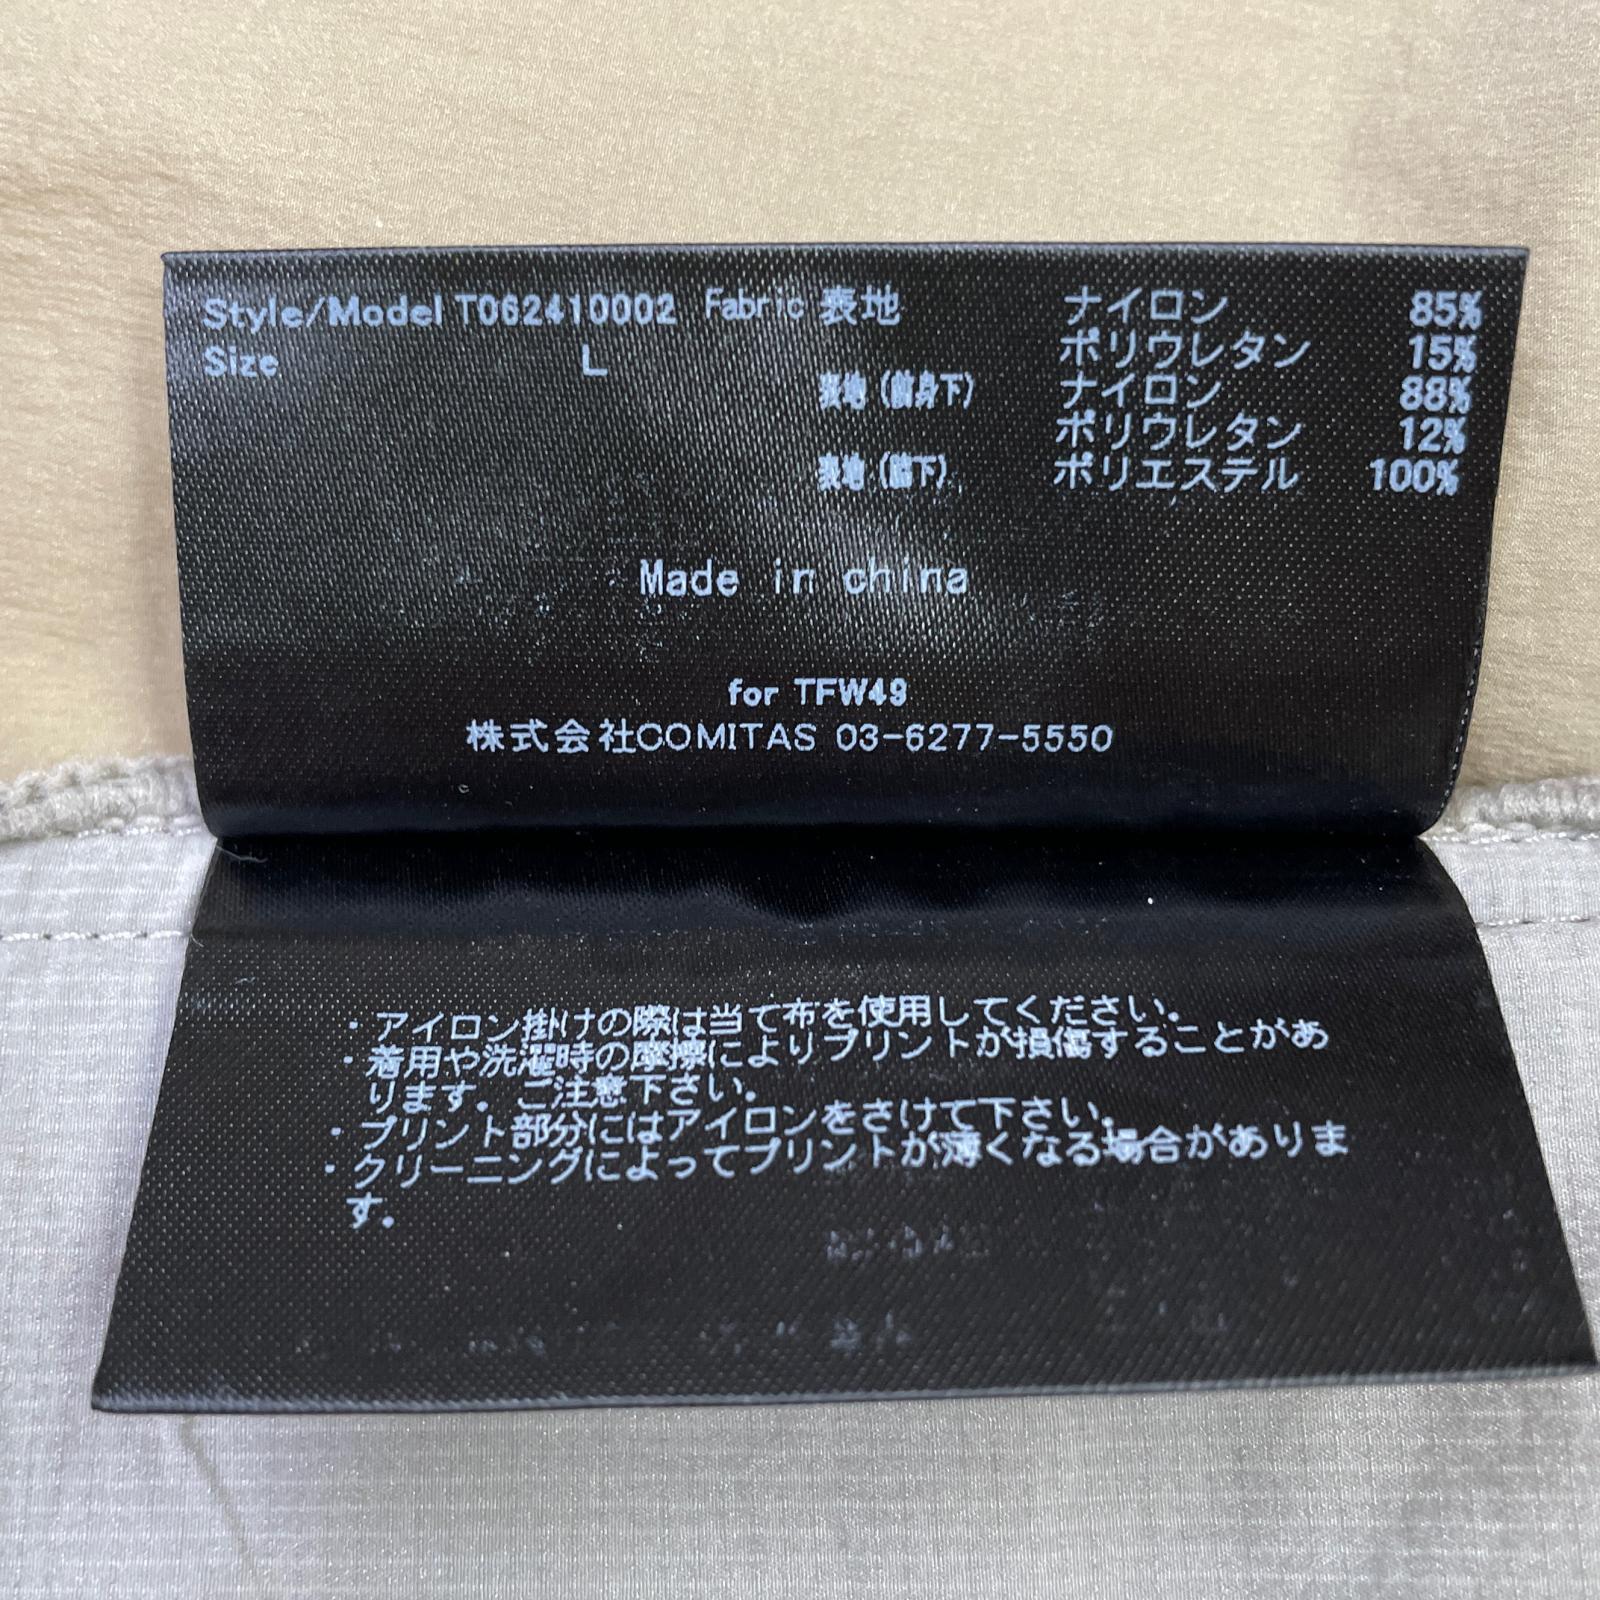 Style/Model T062410002 Fabric 表地 ナイロン 85%
Size L ポリウレタン 15%
表地(前身下) ナイロン 88%
ポリウレタン 12%
表地(脇下) ポリエステル 100%
Made in china
for TFW49
株式会社COMITAS 03-6277-5550
・アイロン掛けの際は当て布を使用してください。
・着用や洗濯時の摩擦によりプリントが損傷することがあ
ります。ご注意下さい。
・プリント部分にはアイロンをさけて下さい。
・クリーニングによってプリントが薄くなる場合がありま
す。